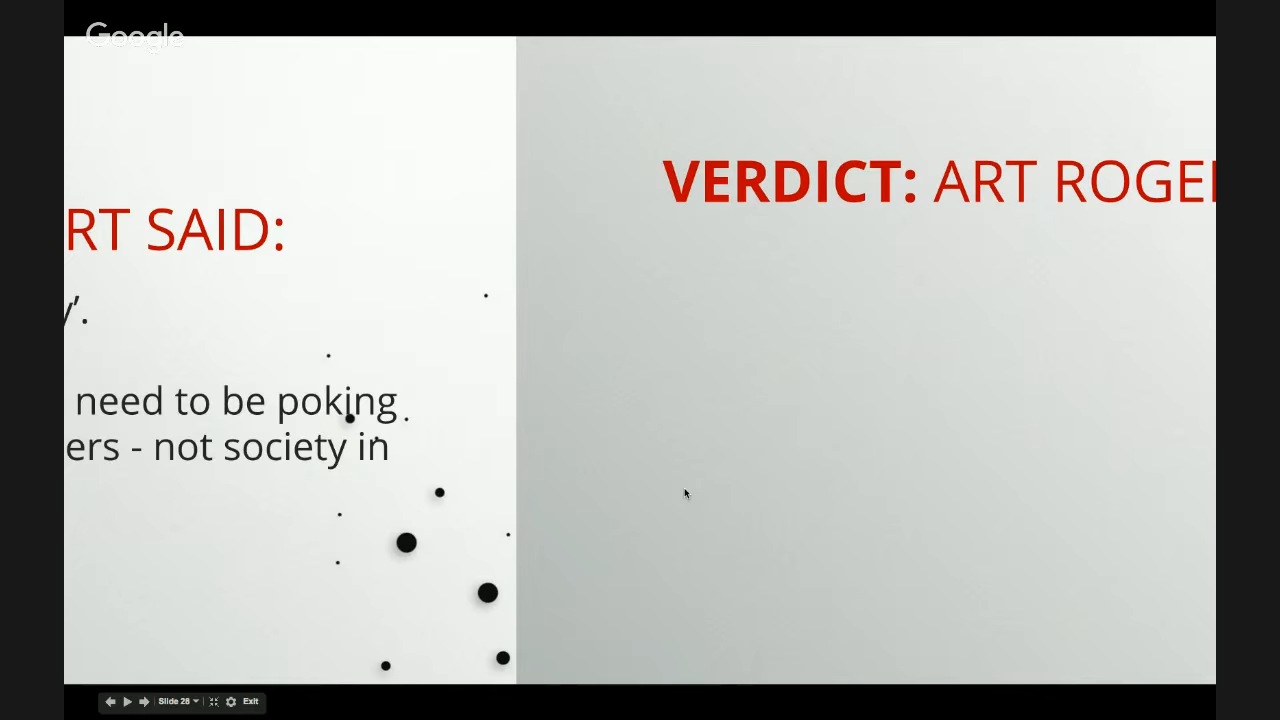 Google
RT SAID:
VERDICT: ART ROGE
y'.
need to be poking
ers - not society in
Slide 28
Exit